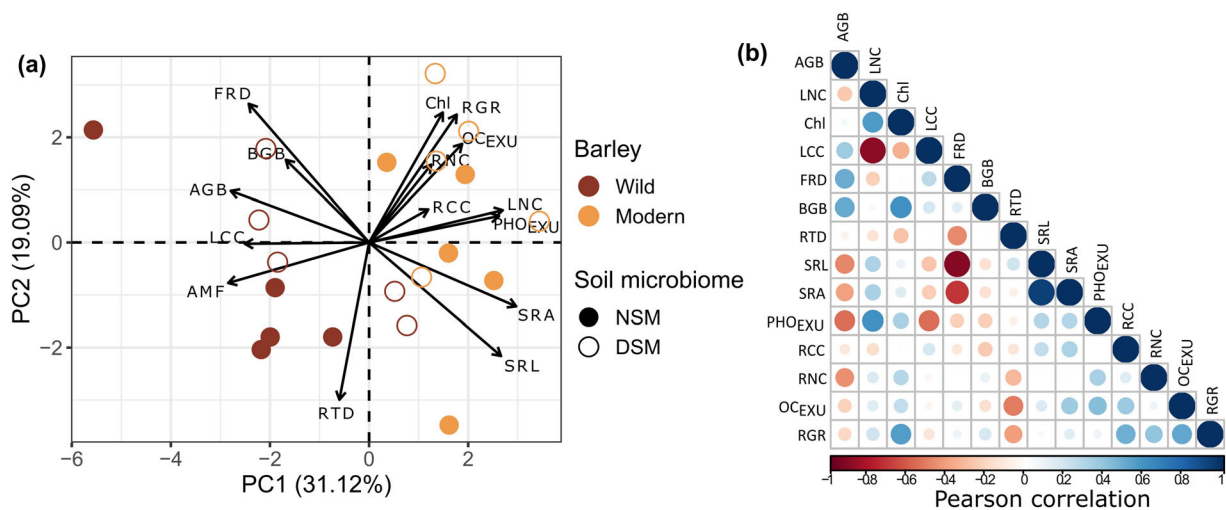 (a)
PC2 (19.09%)
2
0
−2
FRD
BGB
AGB
LCC
AMF
RTD
Chl
RGR
OCEXU
RNC
RCC
LNC
PHOEXU
SRA
SRL
−6
−4
−2
0
2
PC1 (31.12%)
Barley
Wild
Modern
Soil microbiome
NSM
DSM
(b)
AGB
LNC
Chl
LCC
FRD
BGB
RTD
SRL
SRA
PHOEXU
RCC
RNC
OCEXU
RGR
AGB
LNC
Chl
LCC
FRD
BGB
RTD
SRL
SRA
PHOEXU
RCC
RNC
OCEXU
RGR
−1 −0.8 −0.6 −0.4 −0.2 0 0.2 0.4 0.6 0.8 1
Pearson correlation